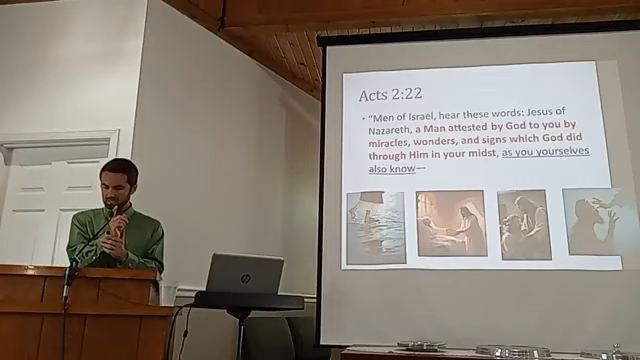 Acts 2:22
• “Men of Israel, hear these words: Jesus of
Nazareth, a Man attested by God to you by
miracles, wonders, and signs which God did
through Him in your midst, as you yourselves
also know—
hp